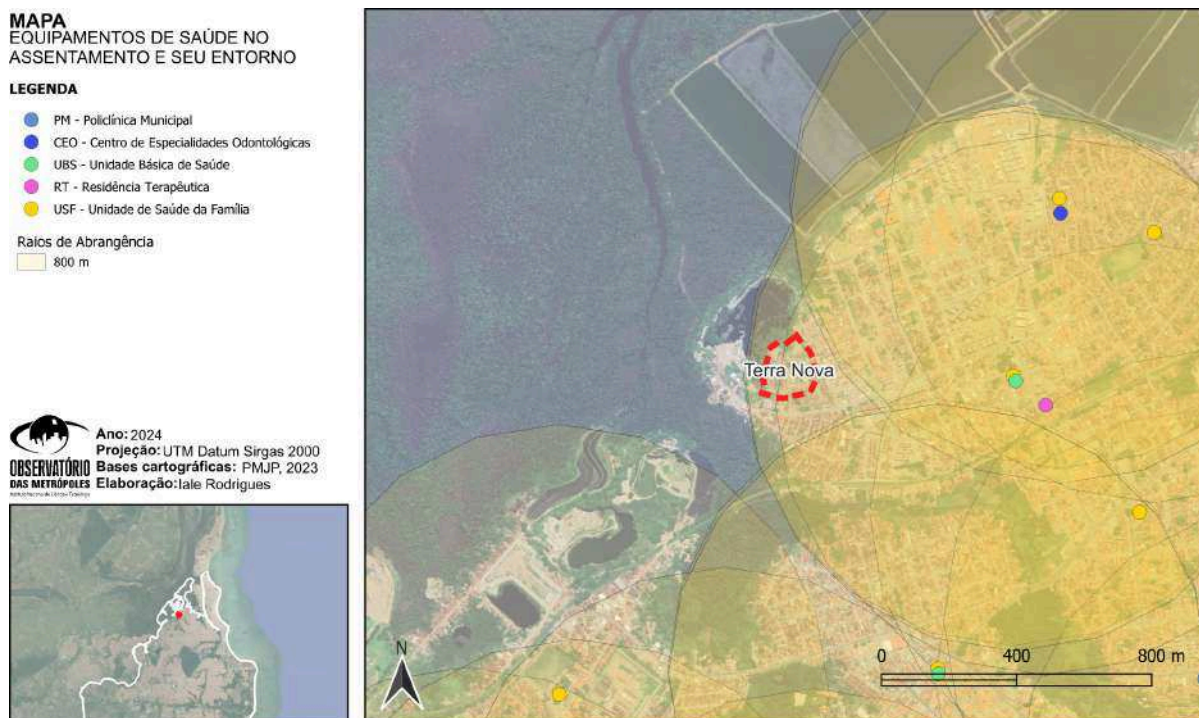 MAPA
EQUIPAMENTOS DE SAÚDE NO
ASSENTAMENTO E SEU ENTORNO
LEGENDA
PM - Policlínica Municipal
CEO - Centro de Especialidades Odontológicas
UBS - Unidade Básica de Saúde
RT - Residência Terapêutica
USF - Unidade de Saúde da Família
Raios de Abrangência
800 m
OBSERVATÓRIO
DAS METRÓPOLES
Ano: 2024
Projeção: UTM Datum Sirgas 2000
Bases cartográficas: PMJP, 2023
Elaboração: Iale Rodrigues
Terra Nova
N
0 400 800 m